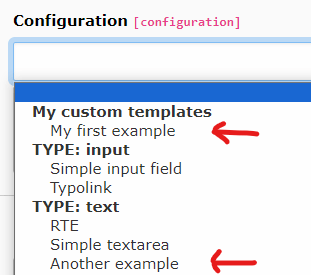 Configuration [configuration]
My custom templates
My first example
TYPE: input
Simple input field
Typolink
TYPE: text
RTE
Simple textarea
Another example